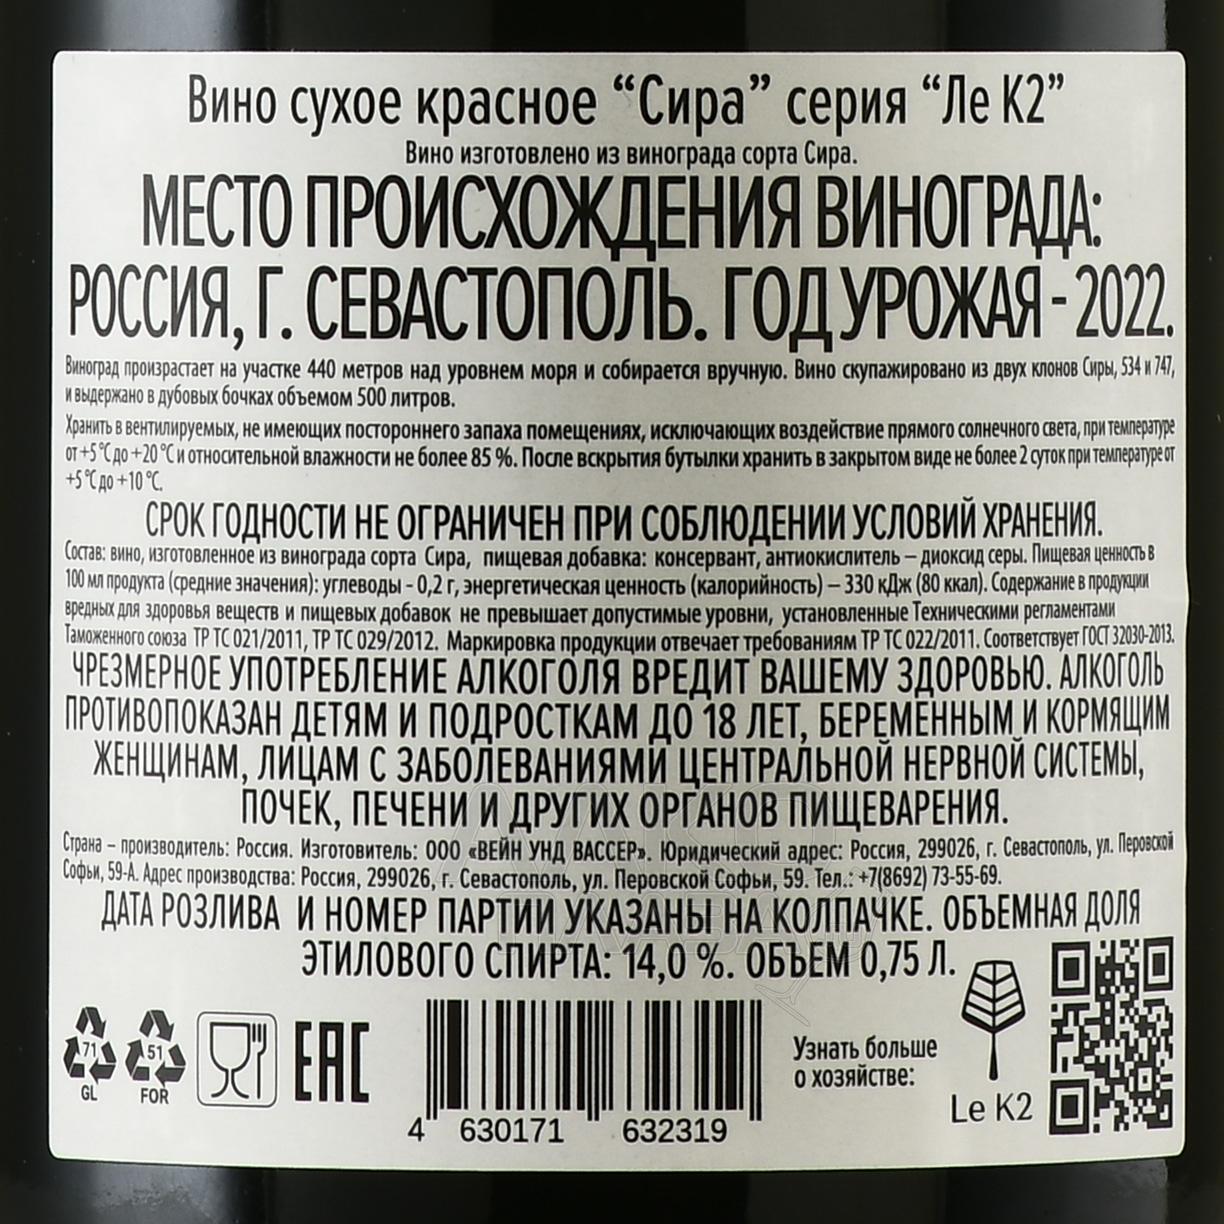 Вино сухое красное “Сира” серия “Ле К2”
Вино изготовлено из винограда сорта Сира.
МЕСТО ПРОИСХОЖДЕНИЯ ВИНОГРАДА:
РОССИЯ, Г. СЕВАСТОПОЛЬ. ГОД УРОЖАЯ - 2022.
Виноград произрастает на участке 440 метров над уровнем моря и собирается вручную. Вино скупажировано из двух клонов Сиры, 534 и 747,
и выдержано в дубовых бочках объемом 500 литров.
Хранить в вентилируемых, не имеющих постороннего запаха помещениях, исключающих воздействие прямого солнечного света, при температуре
от +5 °C до +20 °C и относительной влажности не более 85 %. После вскрытия бутылки хранить в закрытом виде не более 2 суток при температуре от
+5 °C до +10 °C.
СРОК ГОДНОСТИ НЕ ОГРАНИЧЕН ПРИ СОБЛЮДЕНИИ УСЛОВИЙ ХРАНЕНИЯ.
Состав: вино, изготовленное из винограда сорта Сира, пищевая добавка: консервант, антиокислитель – диоксид серы. Пищевая ценность в
100 мл продукта (средние значения): углеводы - 0,2 г, энергетическая ценность (калорийность) – 330 кДж (80 ккал). Содержание в продукции
вредных для здоровья веществ и пищевых добавок не превышает допустимые уровни, установленные Техническими регламентами
Таможенного союза ТР ТС 021/2011, ТР ТС 029/2012. Маркировка продукции отвечает требованиям ТР ТС 022/2011. Соответствует ГОСТ 32030-2013.
ЧРЕЗМЕРНОЕ УПОТРЕБЛЕНИЕ АЛКОГОЛЯ ВРЕДИТ ВАШЕМУ ЗДОРОВЬЮ. АЛКОГОЛЬ
ПРОТИВОПОКАЗАН ДЕТЯМ И ПОДРОСТКАМ ДО 18 ЛЕТ, БЕРЕМЕННЫМ И КОРМЯЩИМ
ЖЕНЩИНАМ, ЛИЦАМ С ЗАБОЛЕВАНИЯМИ ЦЕНТРАЛЬНОЙ НЕРВНОЙ СИСТЕМЫ,
ПОЧЕК, ПЕЧЕНИ И ДРУГИХ ОРГАНОВ ПИЩЕВАРЕНИЯ.
Страна – производитель: Россия. Изготовитель: ООО «ВЕЙН УНД ВАССЕР». Юридический адрес: Россия, 299026, г. Севастополь, ул. Перовской
Софьи, 59-А. Адрес производства: Россия, 299026, г. Севастополь, ул. Перовской Софьи, 59. Тел.: +7(8692) 73-55-69.
ДАТА РОЗЛИВА И НОМЕР ПАРТИИ УКАЗАНЫ НА КОЛПАЧКЕ. ОБЪЕМНАЯ ДОЛЯ
ЭТИЛОВОГО СПИРТА: 14,0 %. ОБЪЕМ 0,75 Л.
71
GL
51
FOR
EAC
4 630171 632319
Узнать больше
о хозяйстве:
Le K2